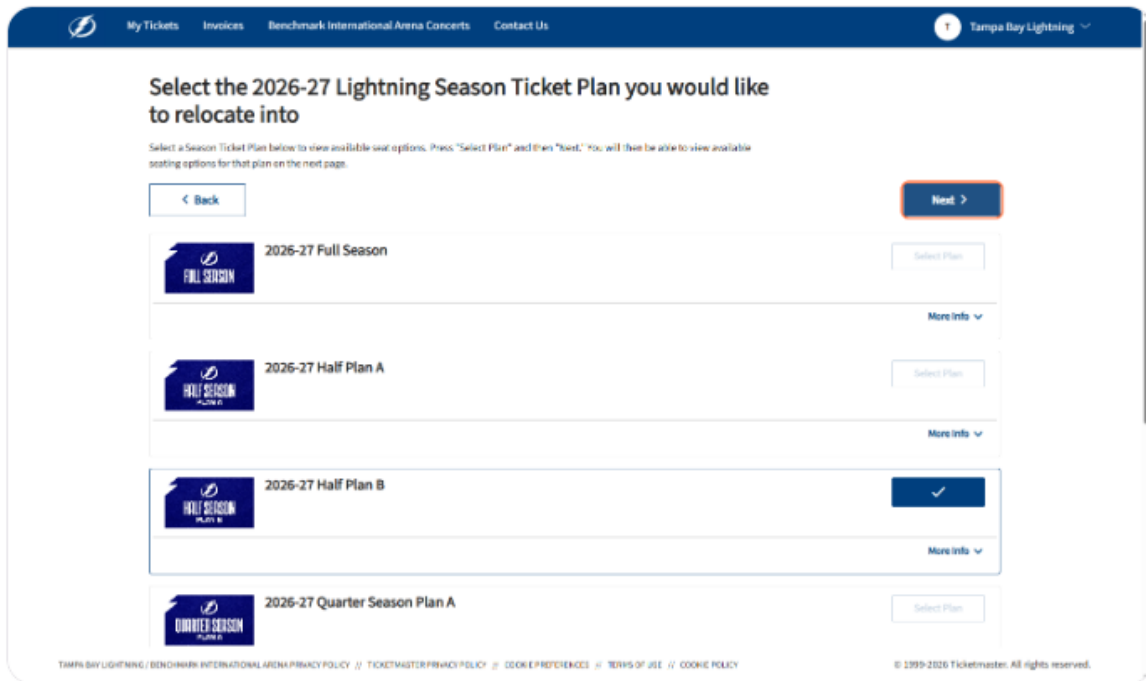 My Tickets Invoices Benchmark International Arena Concerts Contact Us T Tampa Bay Lightning
Select the 2026-27 Lightning Season Ticket Plan you would like
to relocate into
Select a Season Ticket Plan below to view available seat options. Press "Select Plan" and then "Next." You will then be able to view available
seating options for that plan on the next page.
Back Next
FULL SEASON
2026-27 Full Season
Select Plan
More Info
HALF SEASON
PLAN A
2026-27 Half Plan A
Select Plan
More Info
HALF SEASON
PLAN B
2026-27 Half Plan B
More Info
QUARTER SEASON
PLAN A
2026-27 Quarter Season Plan A
Select Plan
TAMPA BAY LIGHTNING / BENCHMARK INTERNATIONAL ARENA PRIVACY POLICY // TICKETMASTER PRIVACY POLICY // COOKIE PREFERENCES // TERMS OF USE // COOKIE POLICY © 1999-2026 Ticketmaster. All rights reserved.